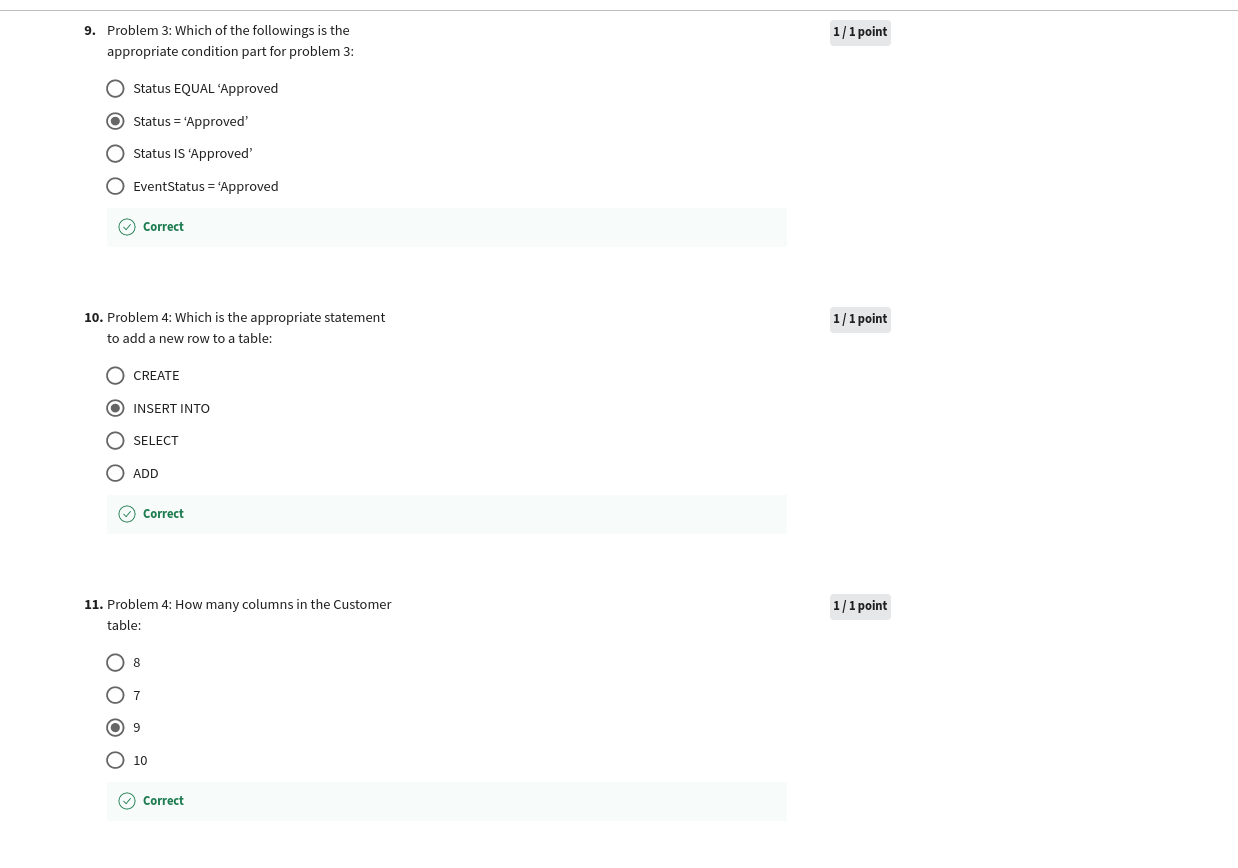 9. Problem 3: Which of the followings is the
appropriate condition part for problem 3:
1 / 1 point
Status EQUAL ‘Approved
Status = ‘Approved’
Status IS ‘Approved’
EventStatus = ‘Approved
Correct
10. Problem 4: Which is the appropriate statement
to add a new row to a table:
1 / 1 point
CREATE
INSERT INTO
SELECT
ADD
Correct
11. Problem 4: How many columns in the Customer
table:
1 / 1 point
8
7
9
10
Correct